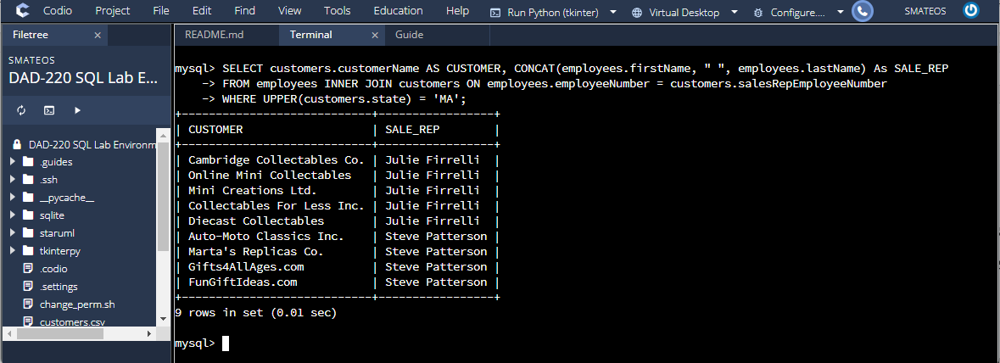 Codio Project File Edit Find View Tools Education Help Run Python (tkinter) Virtual Desktop Configure.... SMATEOS
Filetree × README.md Terminal × Guide
SMATEOS
DAD-220 SQL Lab E...
DAD-220 SQL Lab Environm
.guides
.ssh
__pycache__
sqlite
staruml
tkinterpy
.codio
.settings
change_perm.sh
customers.csv
mysql> SELECT customers.customerName AS CUSTOMER, CONCAT(employees.firstName, " ", employees.lastName) As SALE_REP
-> FROM employees INNER JOIN customers ON employees.employeeNumber = customers.salesRepEmployeeNumber
-> WHERE UPPER(customers.state) = 'MA';
+----------------------------+-----------------+
| CUSTOMER | SALE_REP |
+----------------------------+-----------------+
| Cambridge Collectables Co. | Julie Firrelli |
| Online Mini Collectables | Julie Firrelli |
| Mini Creations Ltd. | Julie Firrelli |
| Collectables For Less Inc. | Julie Firrelli |
| Diecast Collectables | Julie Firrelli |
| Auto-Moto Classics Inc. | Steve Patterson |
| Marta's Replicas Co. | Steve Patterson |
| Gifts4AllAges.com | Steve Patterson |
| FunGiftIdeas.com | Steve Patterson |
+----------------------------+-----------------+
9 rows in set (0.01 sec)
mysql>